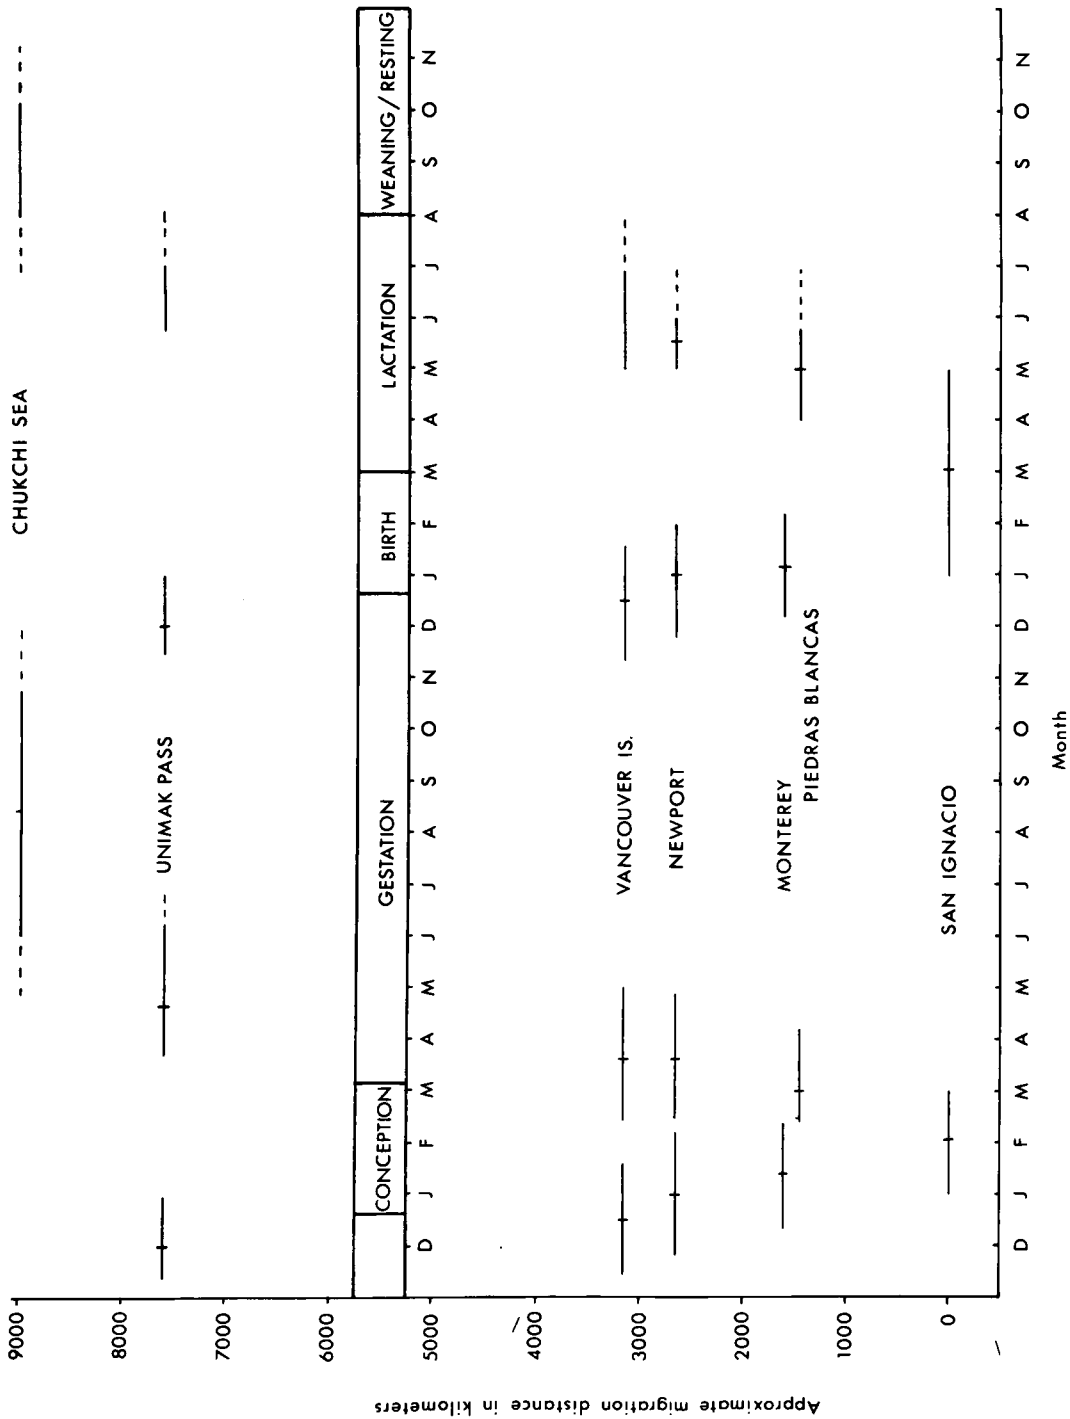 Approximate migration distance in kilometers
9000
CHUKCHI SEA
8000
UNIMAK PASS
7000
6000
CONCEPTION GESTATION BIRTH LACTATION WEANING/RESTING
5000
D J F M A M J J A S O N D J F M A M J J A S O N
4000
3000
VANCOUVER IS.
NEWPORT
2000
MONTEREY
PIEDRAS BLANCAS
1000
0
SAN IGNACIO
D J F M A M J J A S O N D J F M A M J J A S O N
Month